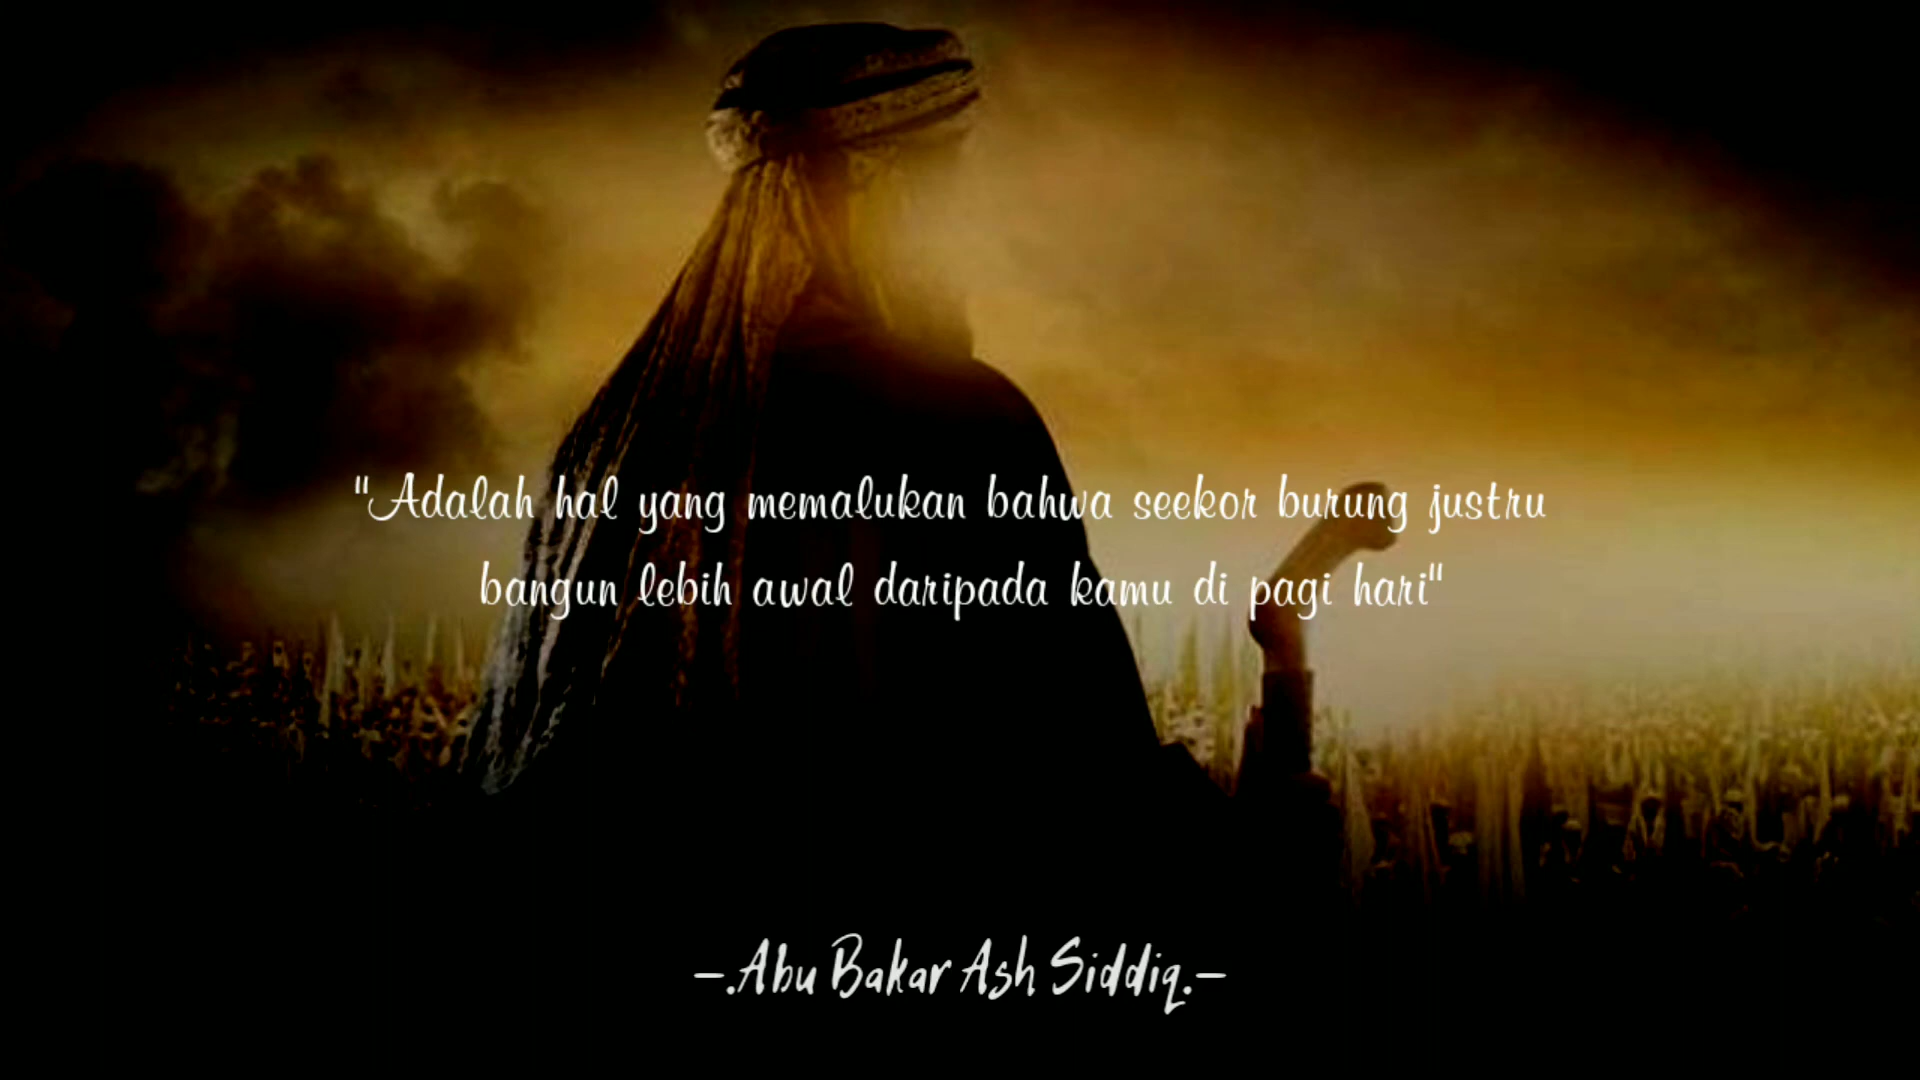 "Adalah hal yang memalukan bahwa seekor burung justru
bangun lebih awal daripada kamu di pagi hari"
–.Abu Bakar Ash Siddiq.–